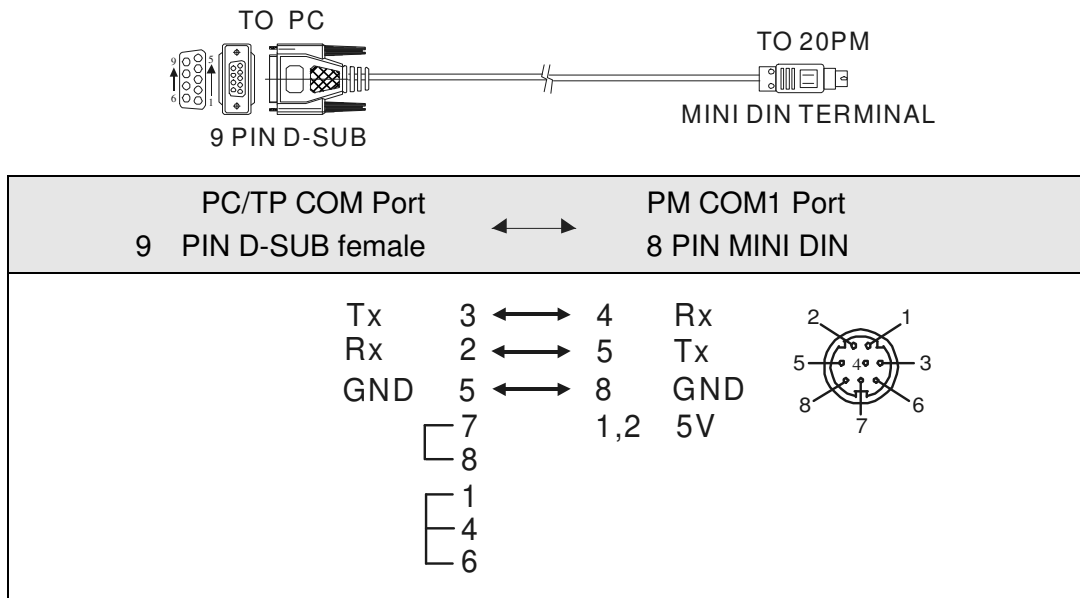 TO PC
TO 20PM
9 5
6 1
MINI DIN TERMINAL
9 PIN D-SUB
PC/TP COM Port PM COM1 Port
9 PIN D-SUB female 8 PIN MINI DIN
Tx 3 4 Rx
Rx 2 5 Tx
GND 5 8 GND
7 1,2 5V
8
1
4
6
2 1
5 4 3
8 6
7